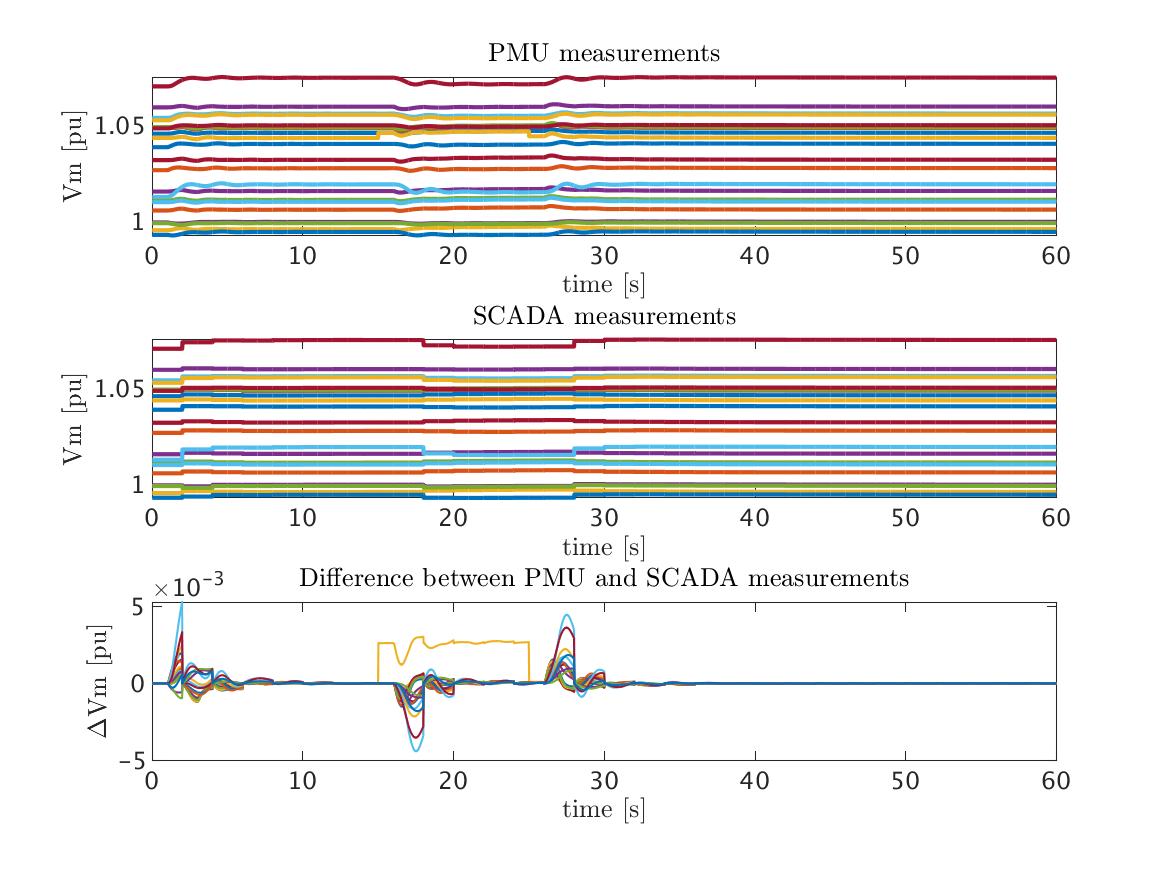 PMU measurements
1.05
1
Vm [pu]
0 10 20 30 40 50 60
time [s]
SCADA measurements
1.05
1
Vm [pu]
0 10 20 30 40 50 60
time [s]
Difference between PMU and SCADA measurements
×10⁻³
5
0
−5
ΔVm [pu]
0 10 20 30 40 50 60
time [s]